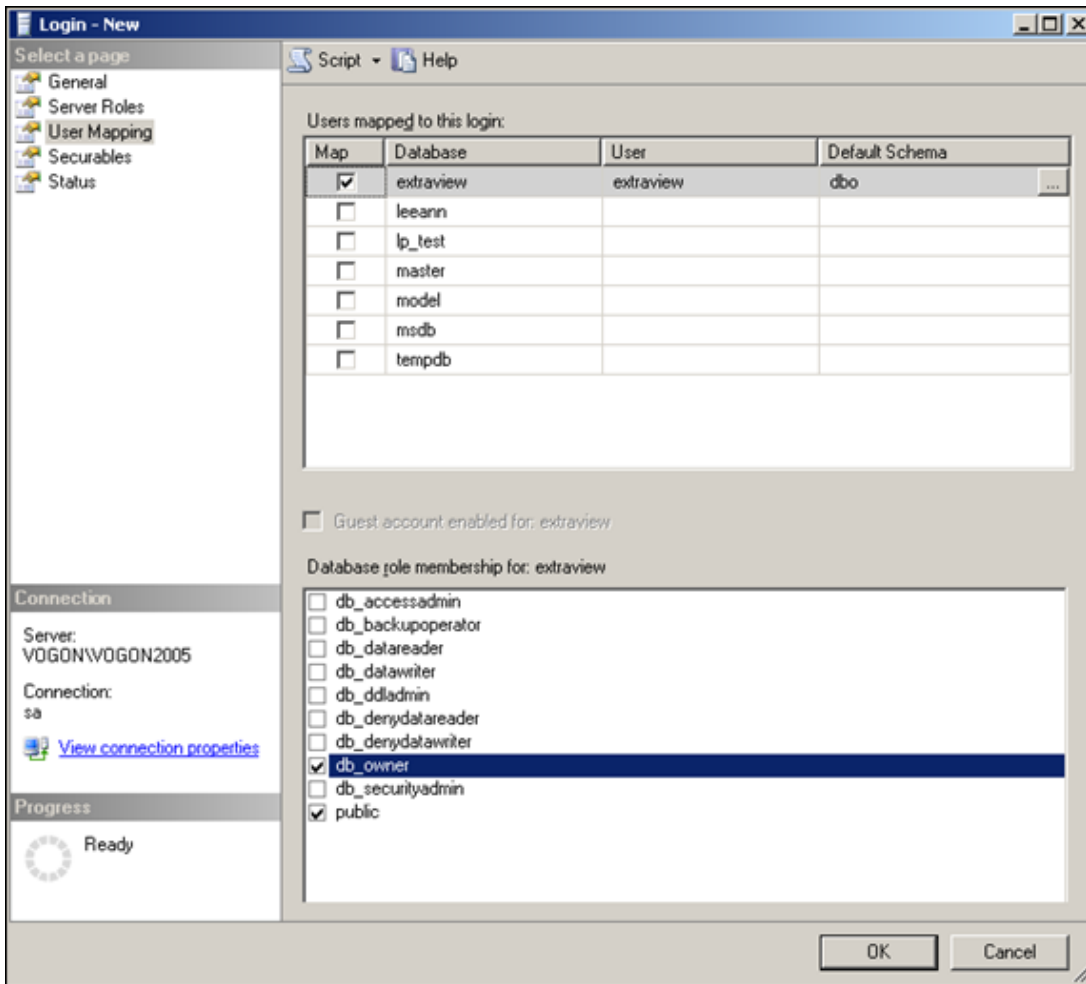 Login - New
Select a page
General
Server Roles
User Mapping
Securables
Status
Script Help
Users mapped to this login:
Map Database User Default Schema
extraview extraview dbo ...
leeann
lp_test
master
model
msdb
tempdb
Guest account enabled for: extraview
Database role membership for: extraview
db_accessadmin
db_backupoperator
db_datareader
db_datawriter
db_ddladmin
db_denydatareader
db_denydatawriter
db_owner
db_securityadmin
public
Connection
Server:
VOGON\VOGON2005
Connection:
sa
View connection properties
Progress
Ready
OK Cancel